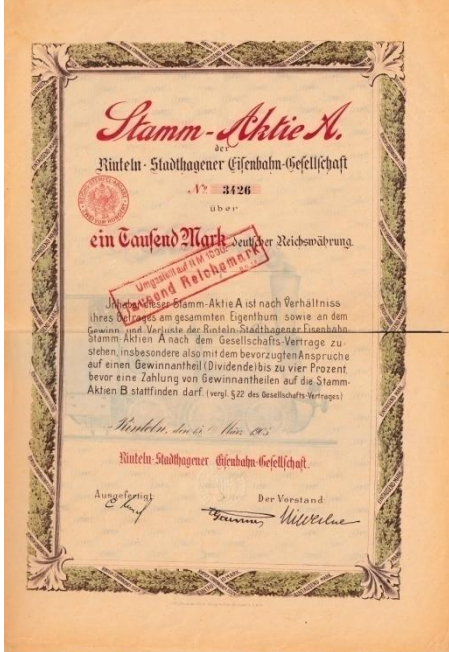 Stamm-Aktie A.
der
Rinteln-Stadthagener Eisenbahn-Gesellschaft
No 3426
über
ein Tausend Mark deutscher Reichswährung.
Umgestellt auf RM 1000.-
Tausend Reichsmark
Inhaber dieser Stamm-Aktie A ist nach Verhältniss
ihres Betrages am gesammten Eigenthum sowie an dem
Gewinn und Verluste der Rinteln-Stadthagener Eisenbahn
Stamm-Aktien A nach dem Gesellschafts-Vertrage zu-
stehen, insbesondere also mit dem bevorzugten Anspruche
auf einen Gewinnantheil (Dividende) bis zu vier Prozent,
bevor eine Zahlung von Gewinnantheilen auf die Stamm-
Aktien B stattfinden darf. (vergl. §22 des Gesellschafts-Vertrages)
Rinteln, den März
Rinteln-Stadthagener Eisenbahn-Gesellschaft.
Ausgefertigt:
Der Vorstand: